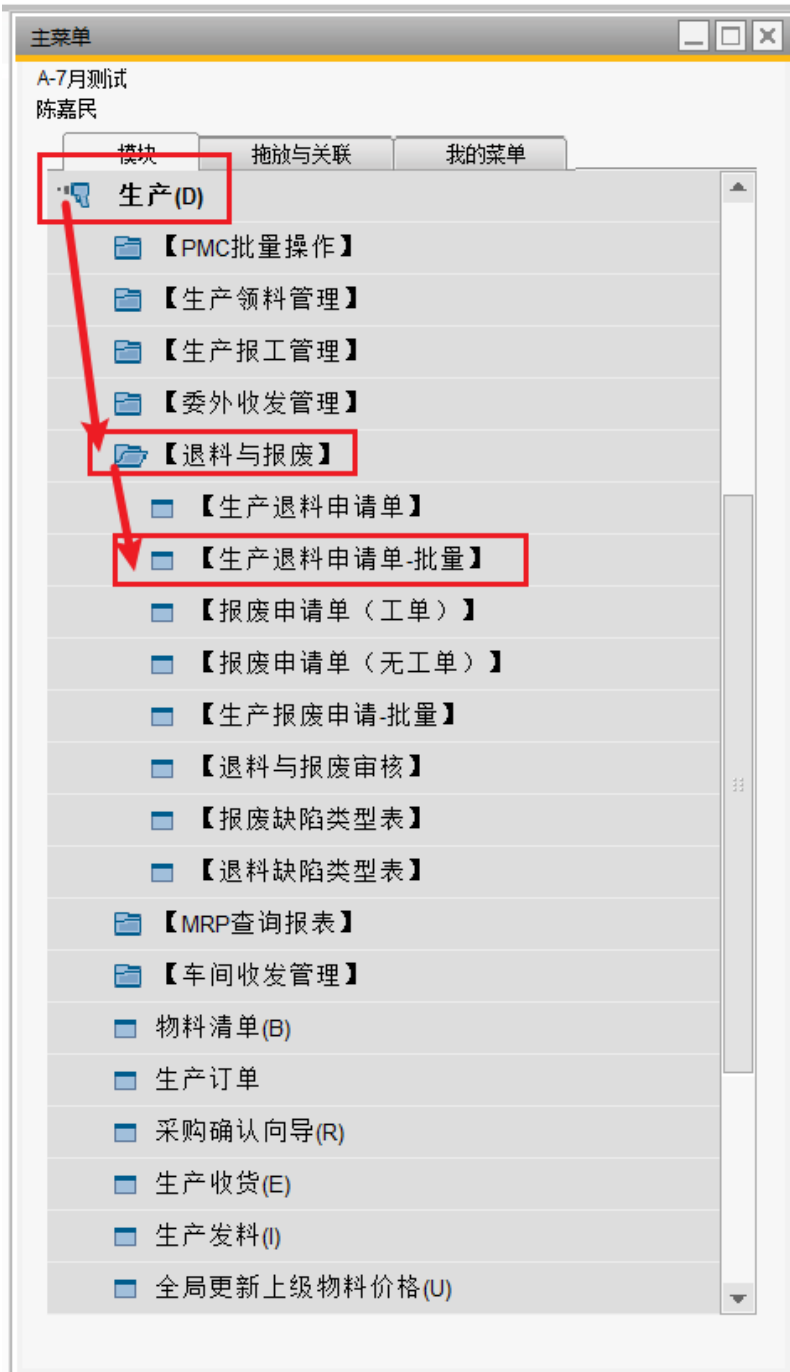 主菜单
A-7月测试
陈嘉民
模块 拖放与关联 我的菜单
生产(D)
【PMC批量操作】
【生产领料管理】
【生产报工管理】
【委外收发管理】
【退料与报废】
【生产退料申请单】
【生产退料申请单-批量】
【报废申请单（工单）】
【报废申请单（无工单）】
【生产报废申请-批量】
【退料与报废审核】
【报废缺陷类型表】
【退料缺陷类型表】
【MRP查询报表】
【车间收发管理】
物料清单(B)
生产订单
采购确认向导(R)
生产收货(E)
生产发料(I)
全局更新上级物料价格(U)